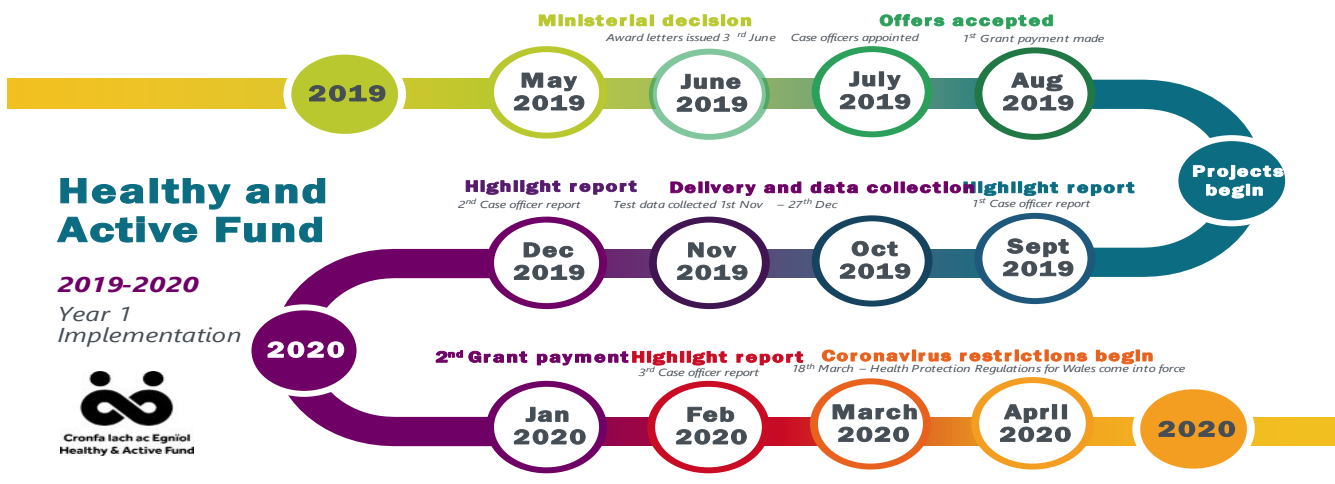 Ministerial decision
Offers accepted
Award letters issued 3 rd June
Case officers appointed
1st Grant payment made
2019
May
2019
June
2019
July
2019
Aug
2019
Projects
begin
Healthy and
Active Fund
2019-2020
Year 1
Implementation
Highlight report
Delivery and data collection
Highlight report
2nd Case officer report
Test data collected 1st Nov – 27th Dec
1st Case officer report
Dec
2019
Nov
2019
Oct
2019
Sept
2019
2020
2nd Grant payment
Highlight report
Coronavirus restrictions begin
3rd Case officer report
18th March – Health Protection Regulations for Wales come into force
Jan
2020
Feb
2020
March
2020
April
2020
2020
Cronfa Iach ac Egnïol
Healthy & Active Fund